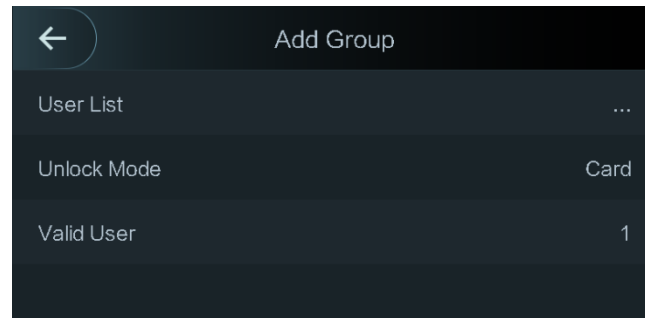 Add Group
User List ...
Unlock Mode Card
Valid User 1